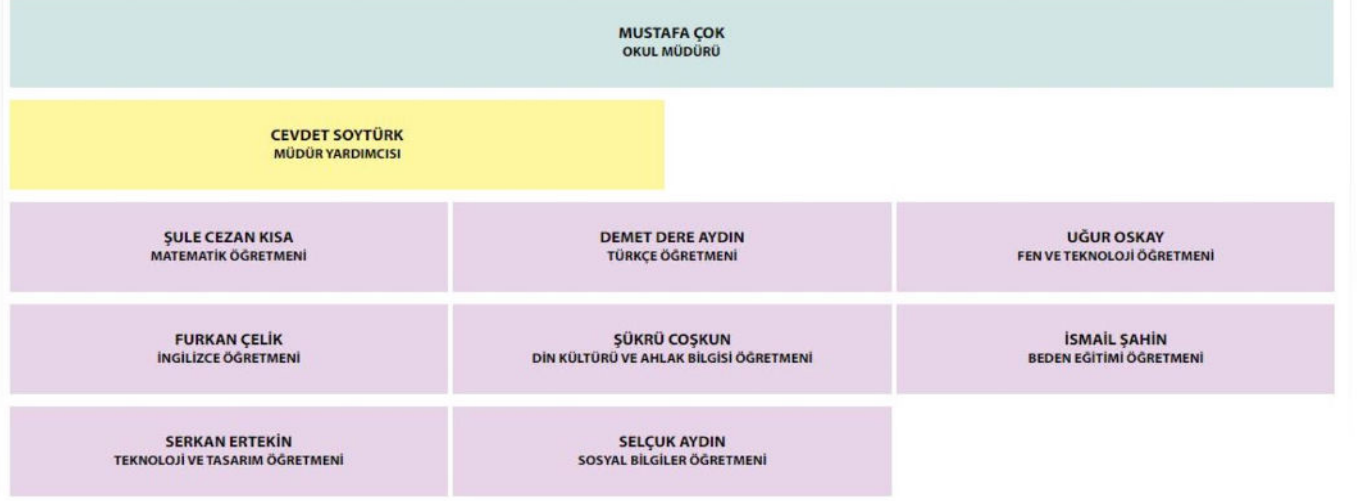 MUSTAFA ÇOK
OKUL MÜDÜRÜ
CEVDET SOYTÜRK
MÜDÜR YARDIMCISI
ŞULE CEZAN KISA
MATEMATİK ÖĞRETMENİ
DEMET DERE AYDIN
TÜRKÇE ÖĞRETMENİ
UĞUR OSKAY
FEN VE TEKNOLOJİ ÖĞRETMENİ
FURKAN ÇELİK
İNGİLİZCE ÖĞRETMENİ
ŞÜKRÜ COŞKUN
DİN KÜLTÜRÜ VE AHLAK BİLGİSİ ÖĞRETMENİ
İSMAİL ŞAHİN
BEDEN EĞİTİMİ ÖĞRETMENİ
SERKAN ERTEKİN
TEKNOLOJİ VE TASARIM ÖĞRETMENİ
SELÇUK AYDIN
SOSYAL BİLGİLER ÖĞRETMENİ